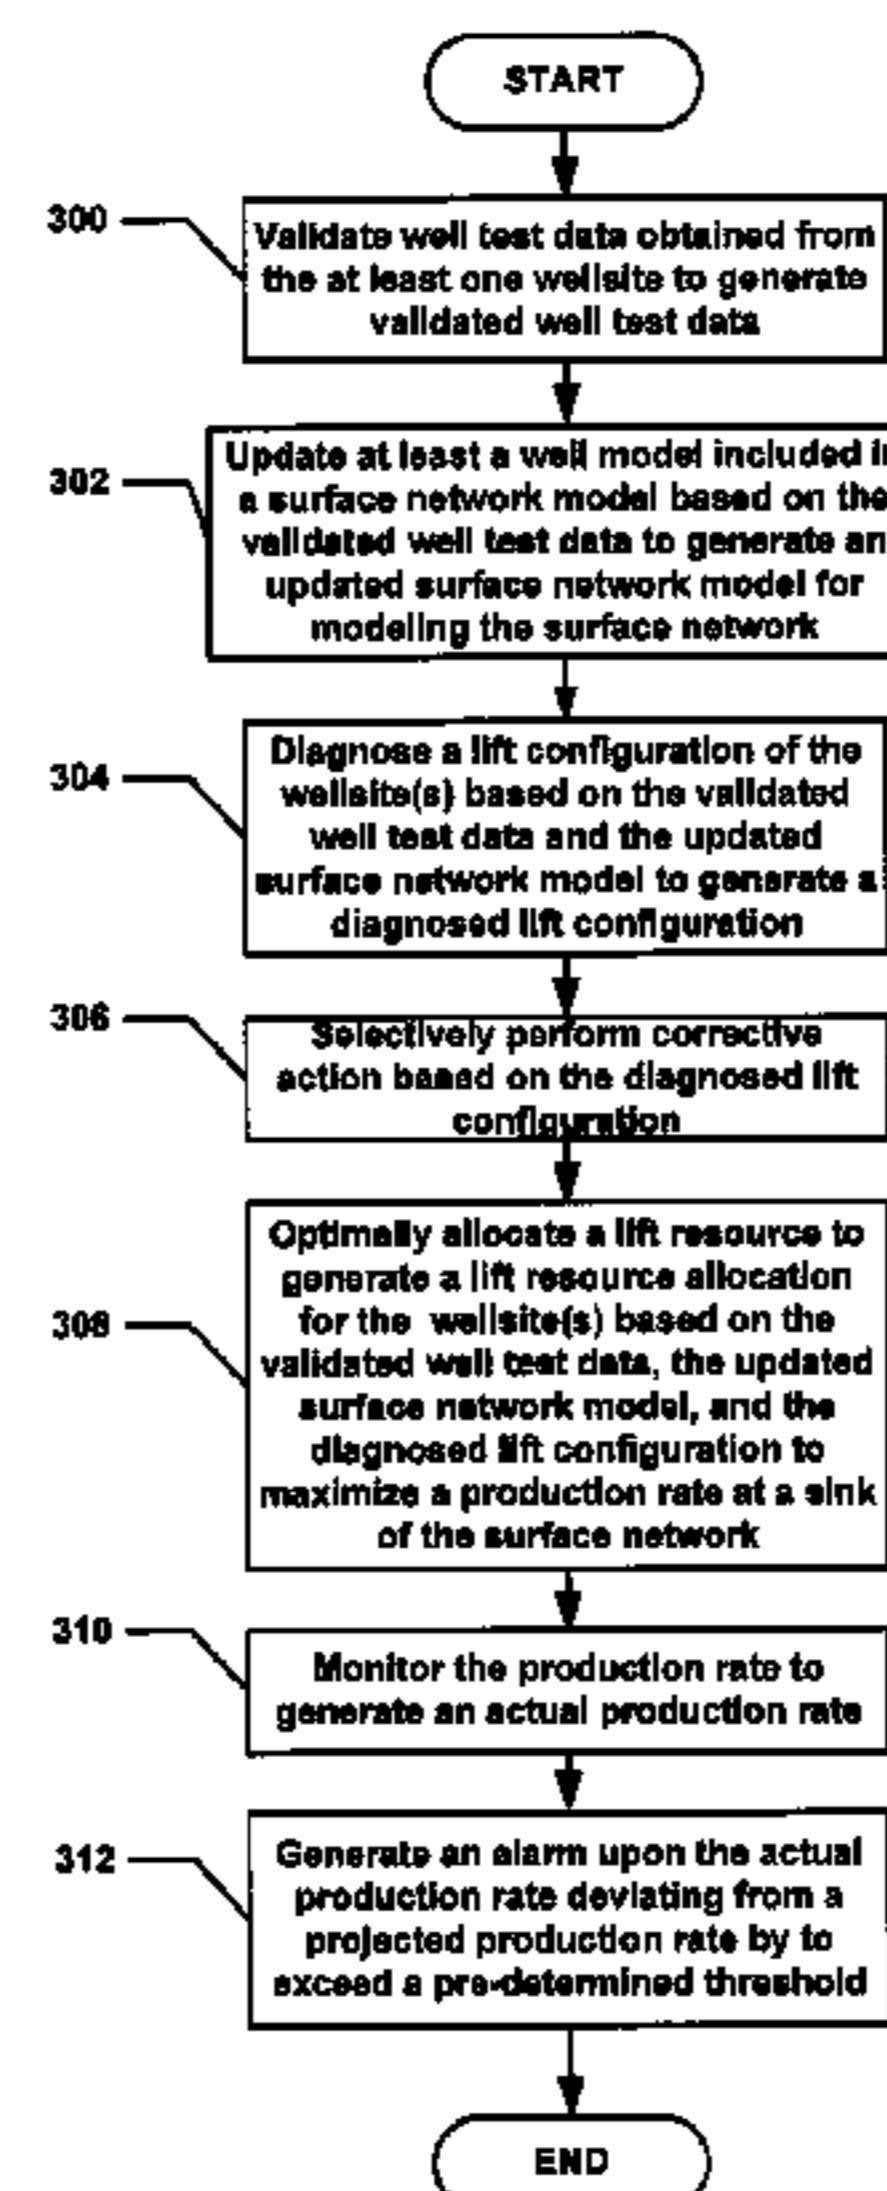 START
300
Validate well test data obtained from
the at least one wellsite to generate
validated well test data
302
Update at least a well model included in
a surface network model based on the
validated well test data to generate an
updated surface network model for
modeling the surface network
304
Diagnose a lift configuration of the
wellsite(s) based on the validated
well test data and the updated
surface network model to generate a
diagnosed lift configuration
306
Selectively perform corrective
action based on the diagnosed lift
configuration
308
Optimally allocate a lift resource to
generate a lift resource allocation
for the wellsite(s) based on the
validated well test data, the updated
surface network model, and the
diagnosed lift configuration to
maximize a production rate at a sink
of the surface network
310
Monitor the production rate to
generate an actual production rate
312
Generate an alarm upon the actual
production rate deviating from a
projected production rate by to
exceed a pre-determined threshold
END